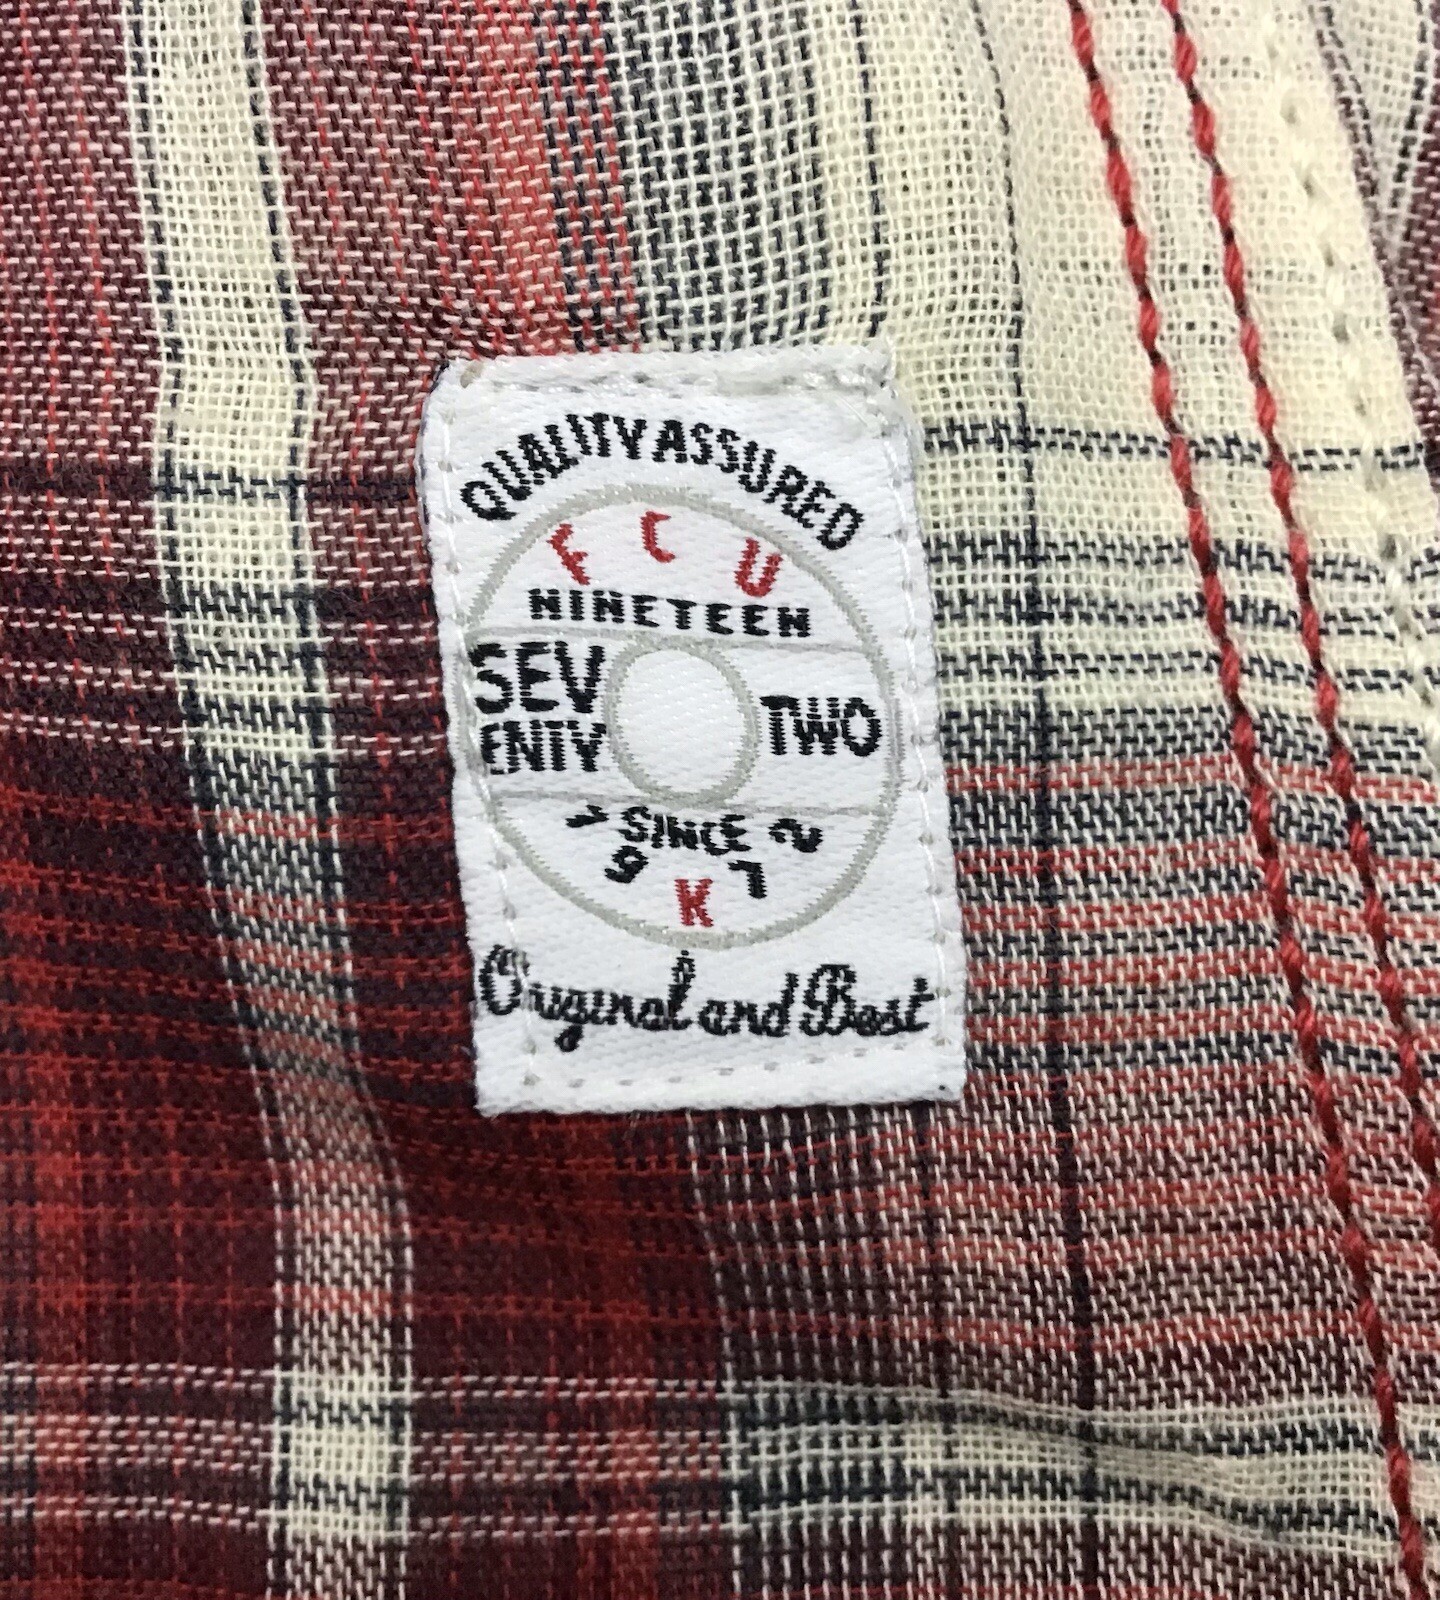 QUALITY ASSURED
F C U
NINETEEN
SEV
ENTY
TWO
SINCE
1 9 7 2
K
Original and Best